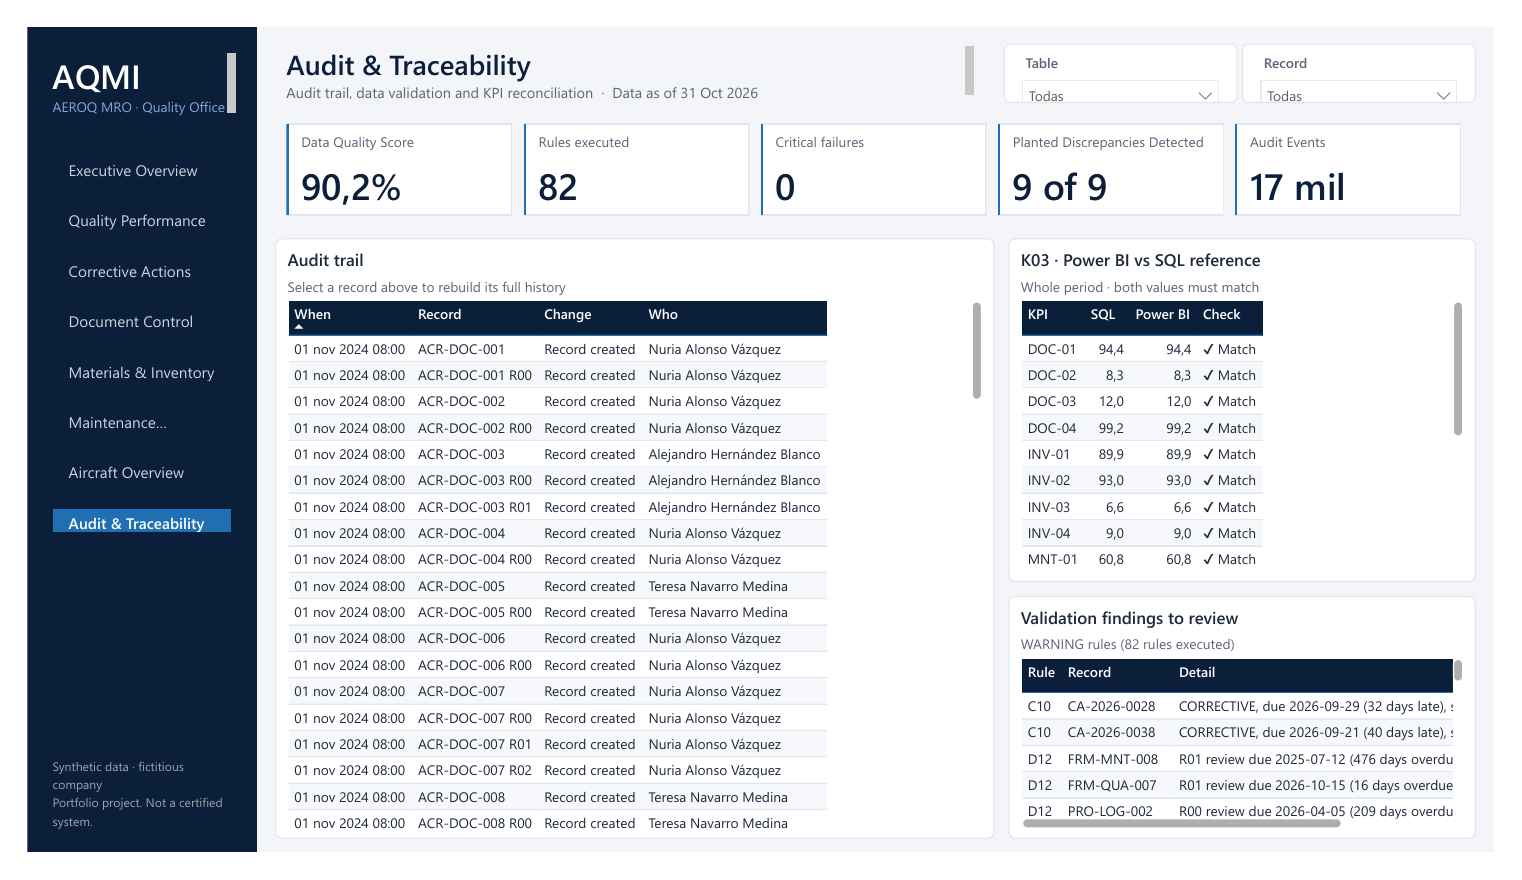 AQMI
AEROQ MRO · Quality Office
Executive Overview
Quality Performance
Corrective Actions
Document Control
Materials & Inventory
Maintenance...
Aircraft Overview
Audit & Traceability
Synthetic data · fictitious
company
Portfolio project. Not a certified
system.
Audit & Traceability
Audit trail, data validation and KPI reconciliation · Data as of 31 Oct 2026
Table
Todas
Record
Todas
Data Quality Score
90,2%
Rules executed
82
Critical failures
0
Planted Discrepancies Detected
9 of 9
Audit Events
17 mil
Audit trail
Select a record above to rebuild its full history
When Record Change Who
01 nov 2024 08:00 ACR-DOC-001 Record created Nuria Alonso Vázquez
01 nov 2024 08:00 ACR-DOC-001 R00 Record created Nuria Alonso Vázquez
01 nov 2024 08:00 ACR-DOC-002 Record created Nuria Alonso Vázquez
01 nov 2024 08:00 ACR-DOC-002 R00 Record created Nuria Alonso Vázquez
01 nov 2024 08:00 ACR-DOC-003 Record created Alejandro Hernández Blanco
01 nov 2024 08:00 ACR-DOC-003 R00 Record created Alejandro Hernández Blanco
01 nov 2024 08:00 ACR-DOC-003 R01 Record created Alejandro Hernández Blanco
01 nov 2024 08:00 ACR-DOC-004 Record created Nuria Alonso Vázquez
01 nov 2024 08:00 ACR-DOC-004 R00 Record created Nuria Alonso Vázquez
01 nov 2024 08:00 ACR-DOC-005 Record created Teresa Navarro Medina
01 nov 2024 08:00 ACR-DOC-005 R00 Record created Teresa Navarro Medina
01 nov 2024 08:00 ACR-DOC-006 Record created Nuria Alonso Vázquez
01 nov 2024 08:00 ACR-DOC-006 R00 Record created Nuria Alonso Vázquez
01 nov 2024 08:00 ACR-DOC-007 Record created Nuria Alonso Vázquez
01 nov 2024 08:00 ACR-DOC-007 R00 Record created Nuria Alonso Vázquez
01 nov 2024 08:00 ACR-DOC-007 R01 Record created Nuria Alonso Vázquez
01 nov 2024 08:00 ACR-DOC-007 R02 Record created Nuria Alonso Vázquez
01 nov 2024 08:00 ACR-DOC-008 Record created Teresa Navarro Medina
01 nov 2024 08:00 ACR-DOC-008 R00 Record created Teresa Navarro Medina
K03 · Power BI vs SQL reference
Whole period · both values must match
KPI SQL Power BI Check
DOC-01 94,4 94,4 ✓ Match
DOC-02 8,3 8,3 ✓ Match
DOC-03 12,0 12,0 ✓ Match
DOC-04 99,2 99,2 ✓ Match
INV-01 89,9 89,9 ✓ Match
INV-02 93,0 93,0 ✓ Match
INV-03 6,6 6,6 ✓ Match
INV-04 9,0 9,0 ✓ Match
MNT-01 60,8 60,8 ✓ Match
Validation findings to review
WARNING rules (82 rules executed)
Rule Record Detail
C10 CA-2026-0028 CORRECTIVE, due 2026-09-29 (32 days late),
C10 CA-2026-0038 CORRECTIVE, due 2026-09-21 (40 days late),
D12 FRM-MNT-008 R01 review due 2025-07-12 (476 days overdu
D12 FRM-QUA-007 R01 review due 2026-10-15 (16 days overdue
D12 PRO-LOG-002 R00 review due 2026-04-05 (209 days overdu